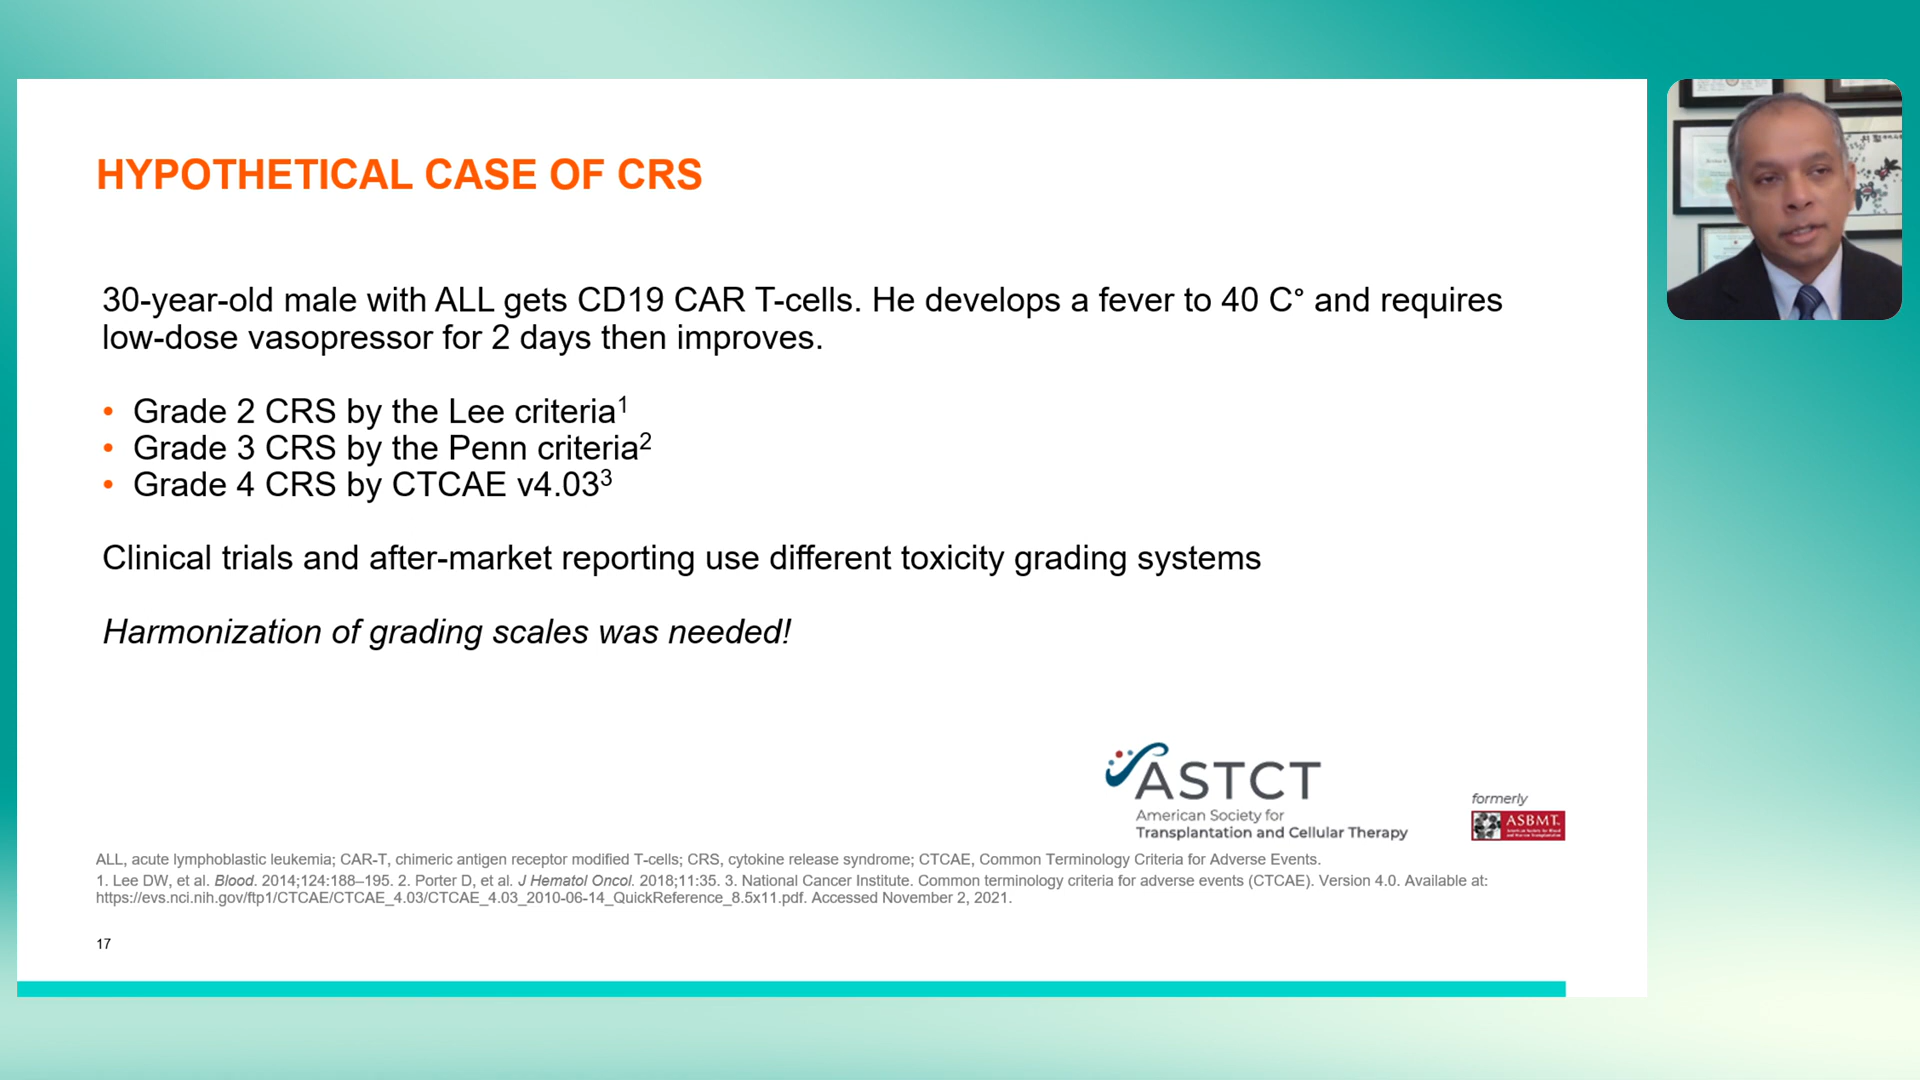 HYPOTHETICAL CASE OF CRS
30-year-old male with ALL gets CD19 CAR T-cells. He develops a fever to 40 C° and requires
low-dose vasopressor for 2 days then improves.
• Grade 2 CRS by the Lee criteria¹
• Grade 3 CRS by the Penn criteria²
• Grade 4 CRS by CTCAE v4.03³
Clinical trials and after-market reporting use different toxicity grading systems
Harmonization of grading scales was needed!
ASTCT
American Society for
Transplantation and Cellular Therapy
formerly
ASBMT
ALL, acute lymphoblastic leukemia; CAR-T, chimeric antigen receptor modified T-cells; CRS, cytokine release syndrome; CTCAE, Common Terminology Criteria for Adverse Events.
1. Lee DW, et al. Blood. 2014;124:188–195. 2. Porter D, et al. J Hematol Oncol. 2018;11:35. 3. National Cancer Institute. Common terminology criteria for adverse events (CTCAE). Version 4.0. Available at:
https://evs.nci.nih.gov/ftp1/CTCAE/CTCAE_4.03/CTCAE_4.03_2010-06-14_QuickReference_8.5x11.pdf. Accessed November 2, 2021.
17